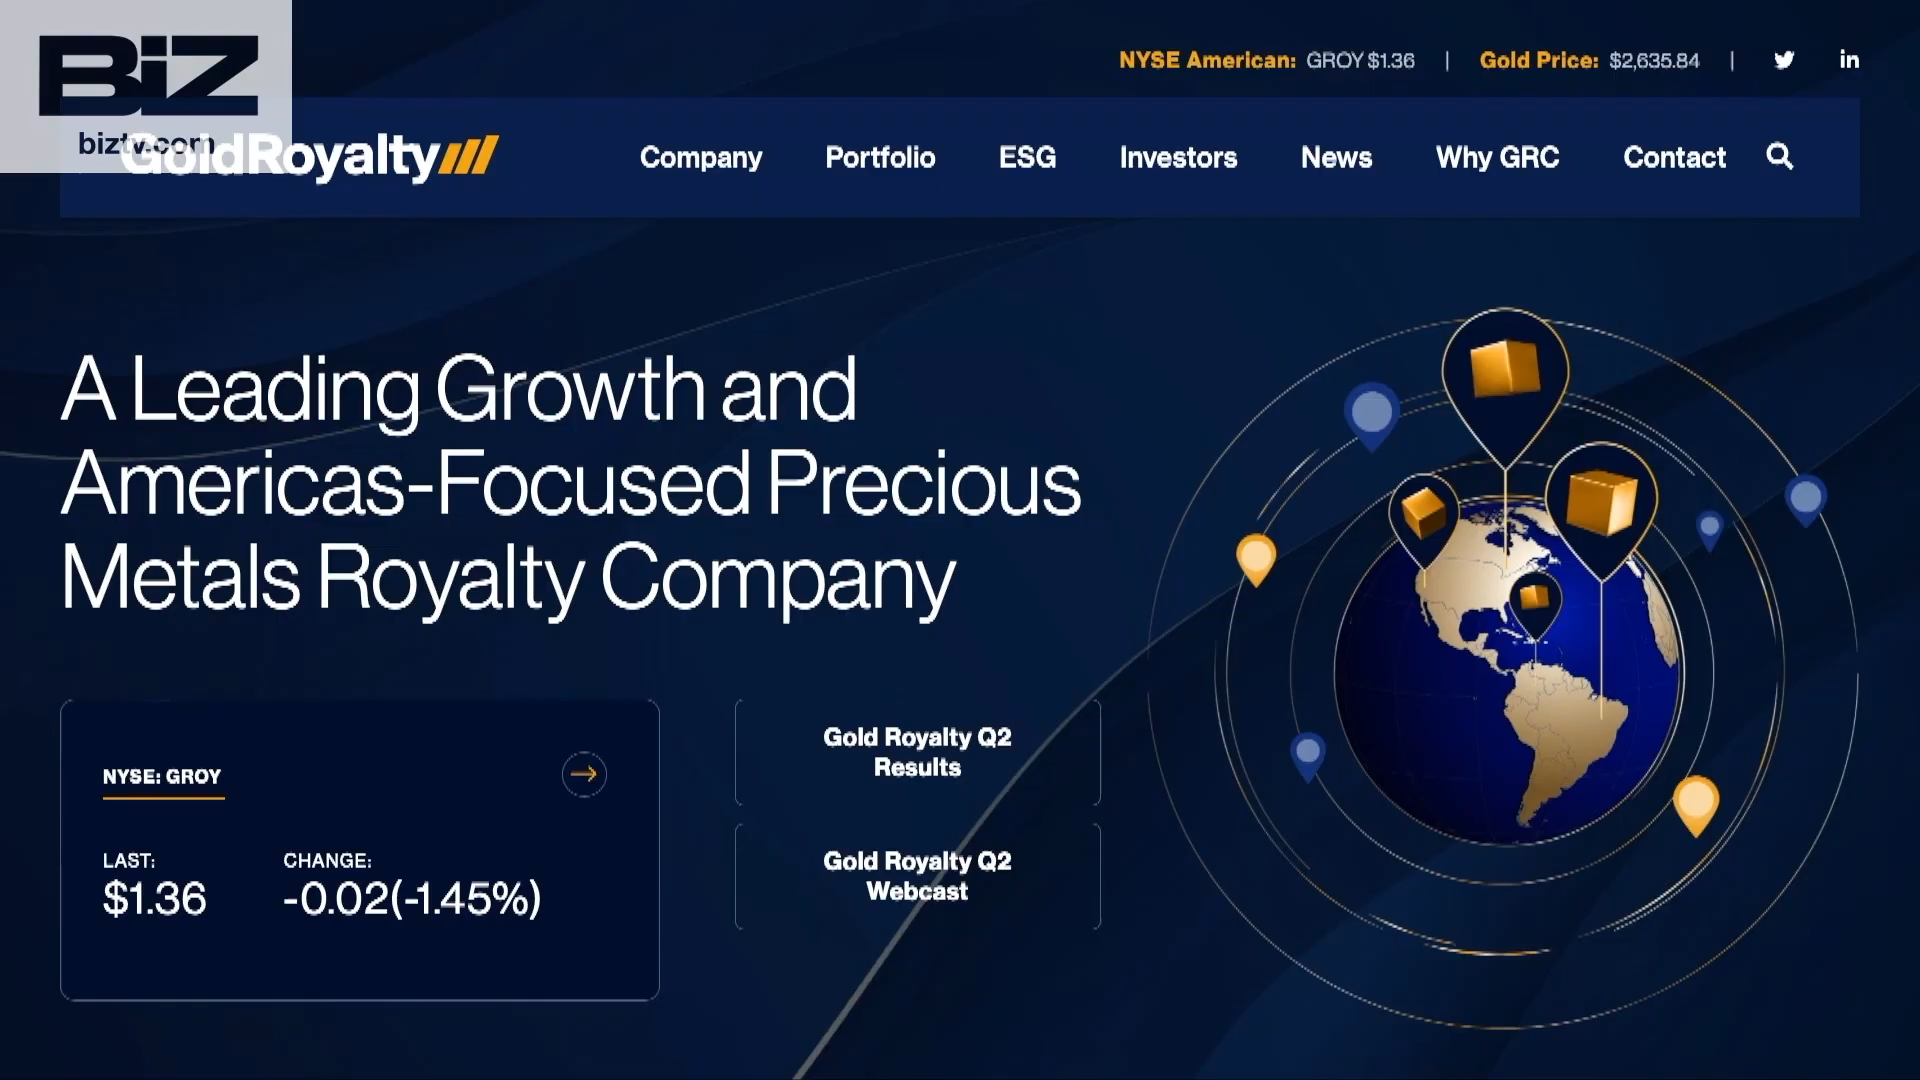 BiZ
biztv.com
NYSE American: GROY $1.36 | Gold Price: $2,635.84 |
GoldRoyalty
Company Portfolio ESG Investors News Why GRC Contact
A Leading Growth and
Americas-Focused Precious
Metals Royalty Company
NYSE: GROY
LAST: CHANGE:
$1.36 -0.02(-1.45%)
Gold Royalty Q2
Results
Gold Royalty Q2
Webcast